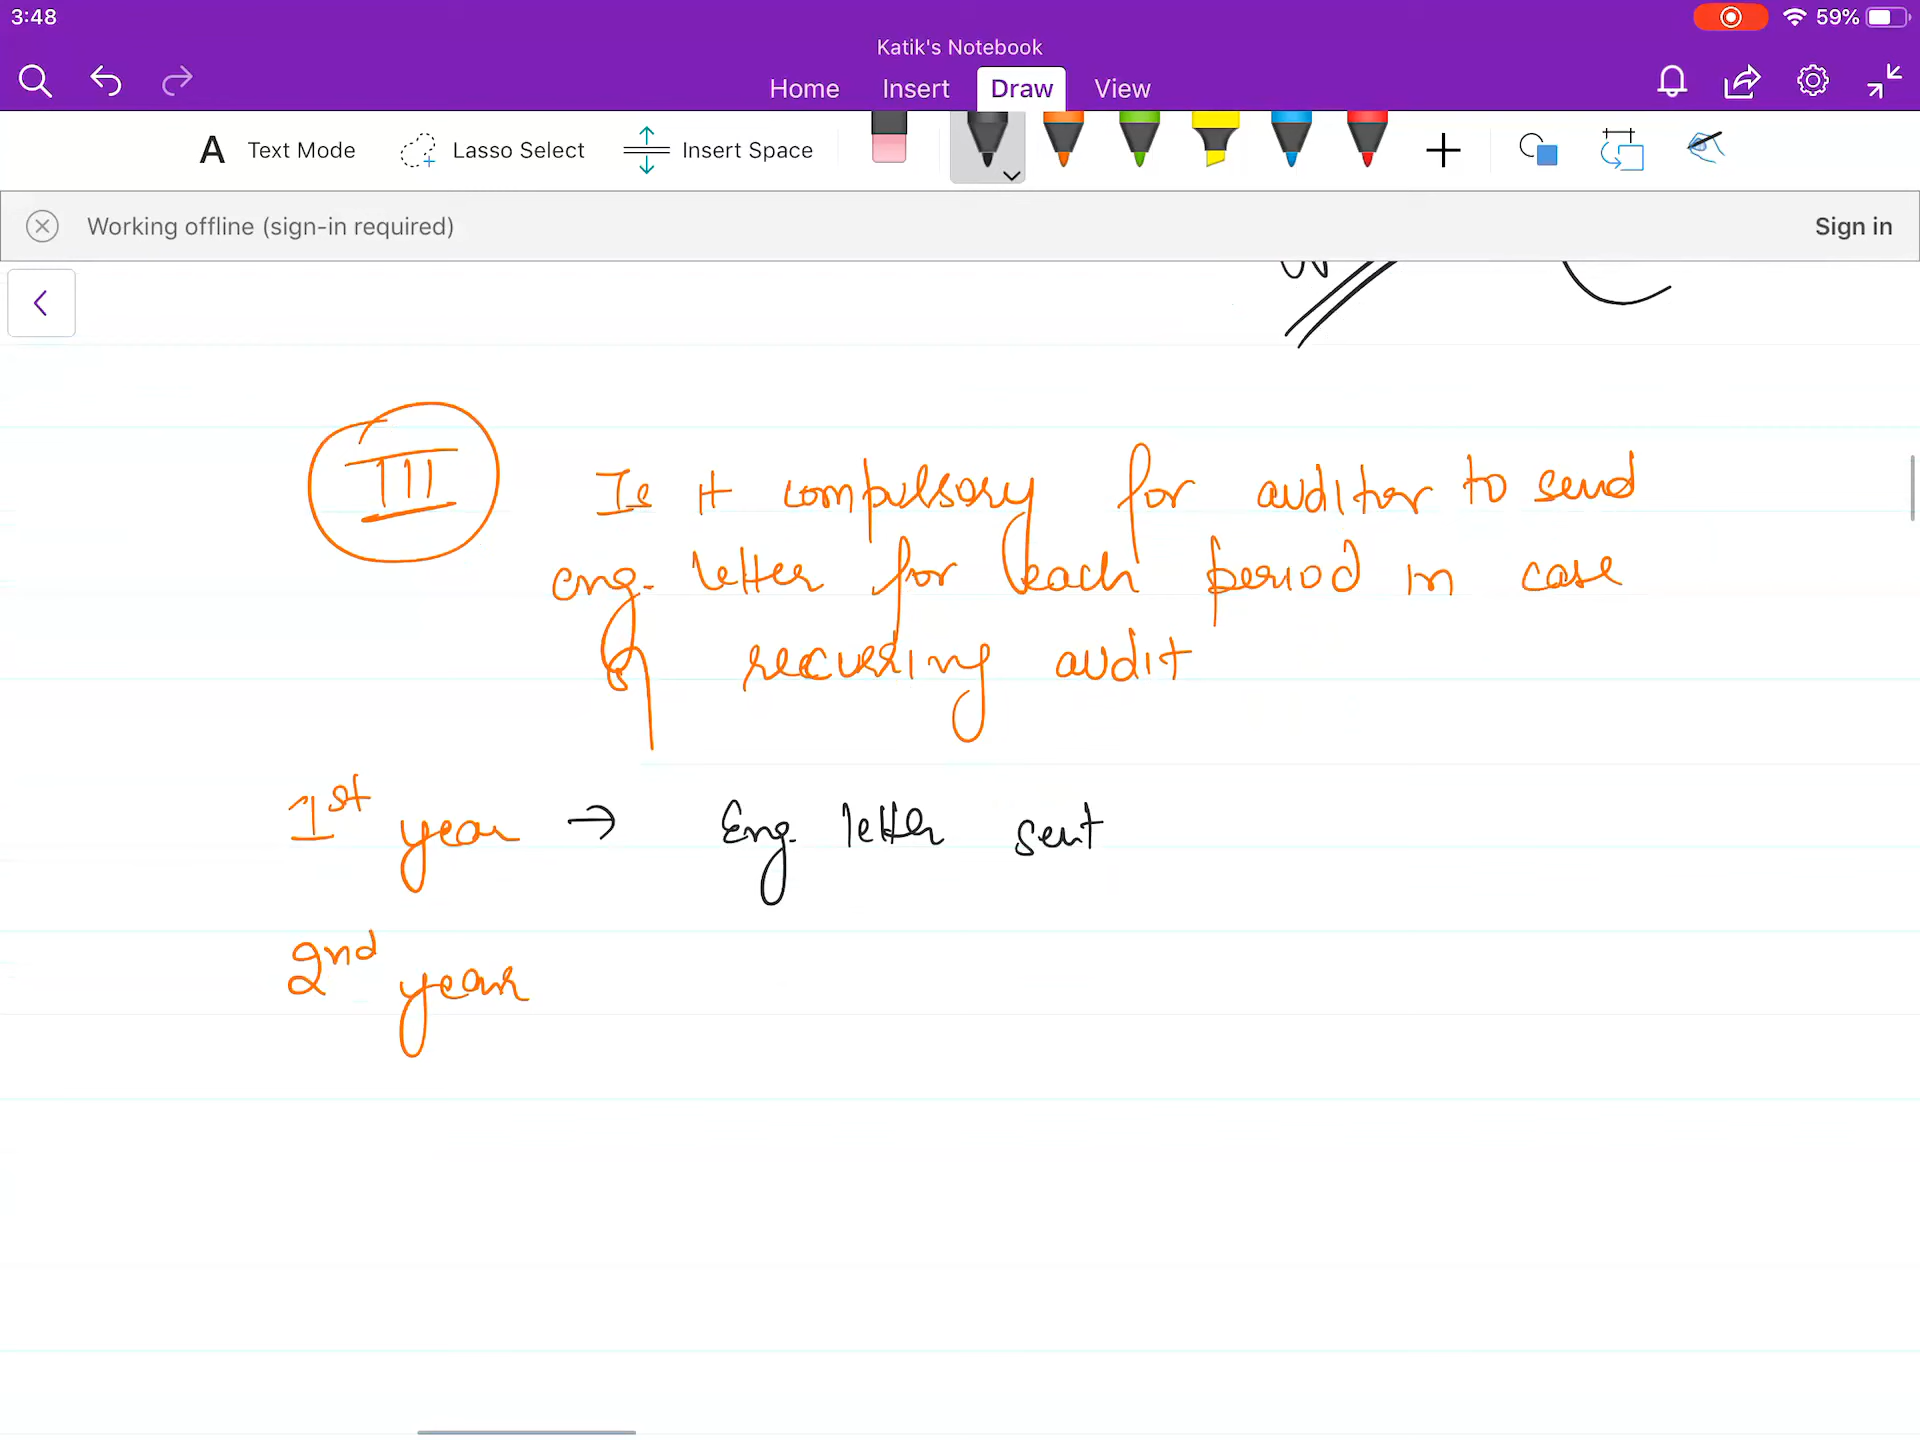 3:48
59%
Katik's Notebook
Home Insert Draw View
A Text Mode Lasso Select Insert Space
Working offline (sign-in required) Sign in
III Is it compulsory for auditor to send
eng. letter for each period in case
of recurring audit
1st year → Eng. letter sent
2nd year